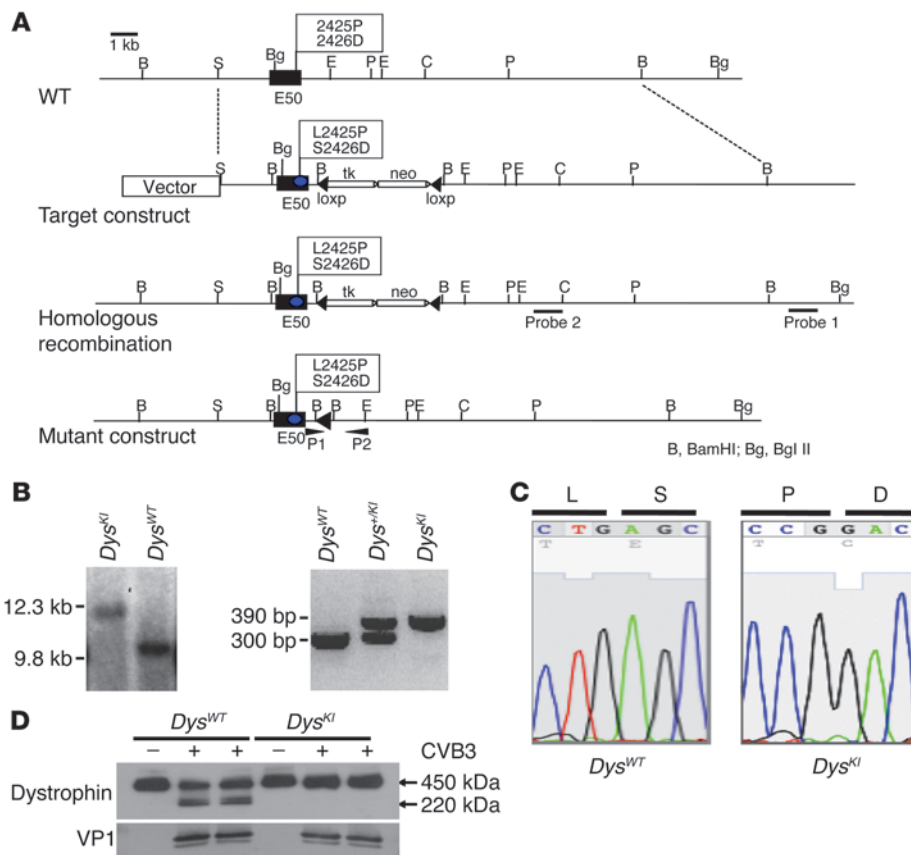 A
1 kb
2425P
2426D
B S Bg E P E C P B Bg
E50
WT
L2425P
S2426D
Bg
Vector S B B tk neo B E P E C P B
loxp loxp
E50
Target construct
L2425P
S2426D
Bg
B S B B tk neo B E P E C P B Bg
E50
Probe 2 Probe 1
Homologous
recombination
L2425P
S2426D
Bg
B S B B B E P E C P B Bg
E50 P1 P2
Mutant construct
B, BamHI; Bg, Bgl II
B
DysKI DysWT
12.3 kb
9.8 kb
DysWT Dys+/KI DysKI
390 bp
300 bp
C
L S P D
C T G A G C C C G G A C
T E T C
DysWT DysKI
D
DysWT DysKI
– + + – + + CVB3
Dystrophin
450 kDa
220 kDa
VP1